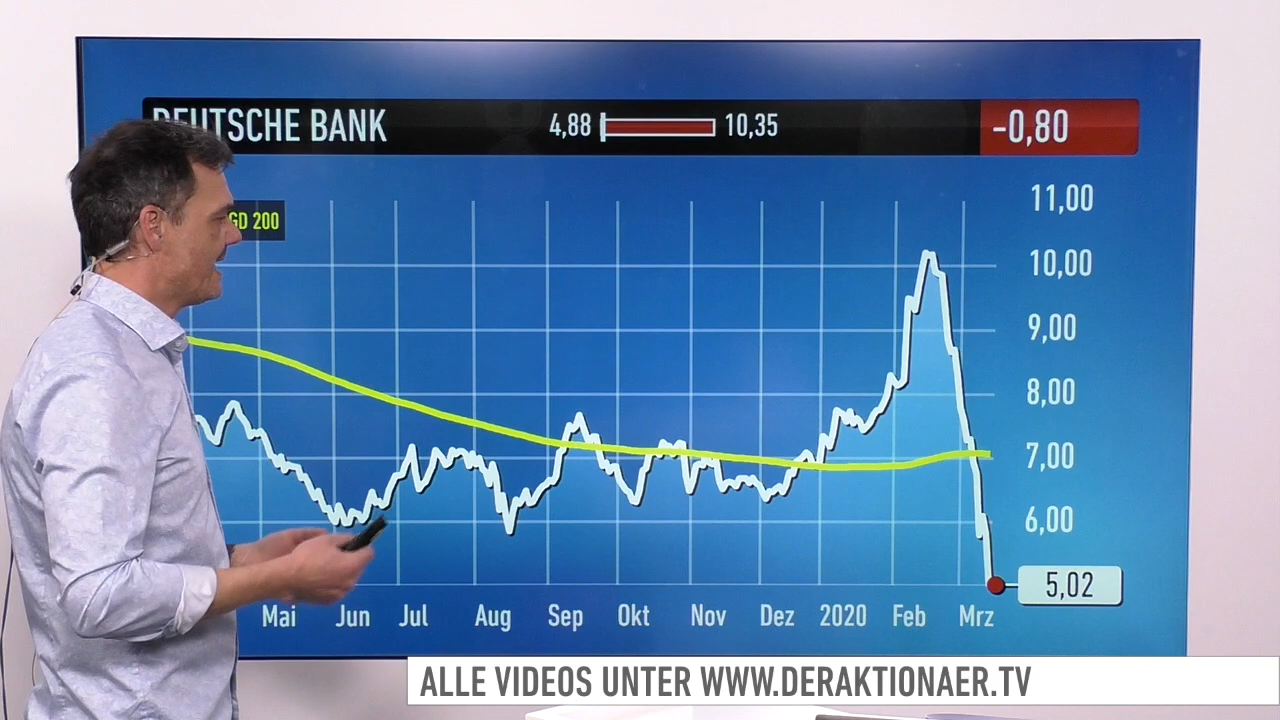 DEUTSCHE BANK
4,88 10,35
-0,80
GD 200
11,00
10,00
9,00
8,00
7,00
6,00
5,02
Mai Jun Jul Aug Sep Okt Nov Dez 2020 Feb Mrz
ALLE VIDEOS UNTER WWW.DERAKTIONAER.TV